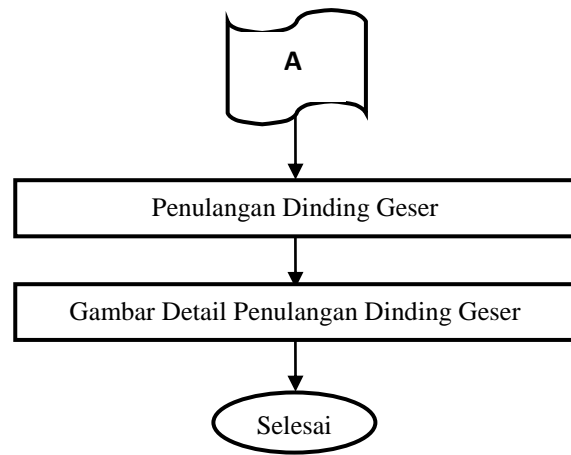 A
Penulangan Dinding Geser
Gambar Detail Penulangan Dinding Geser
Selesai